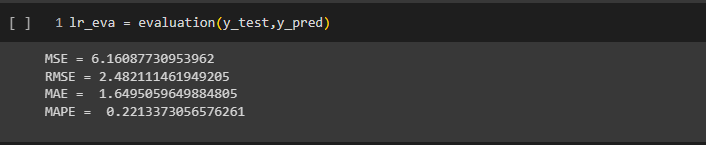 [ ] 1 lr_eva = evaluation(y_test,y_pred)
MSE = 6.16087730953962
RMSE = 2.482111461949205
MAE =  1.6495059649884805
MAPE =  0.2213373056576261